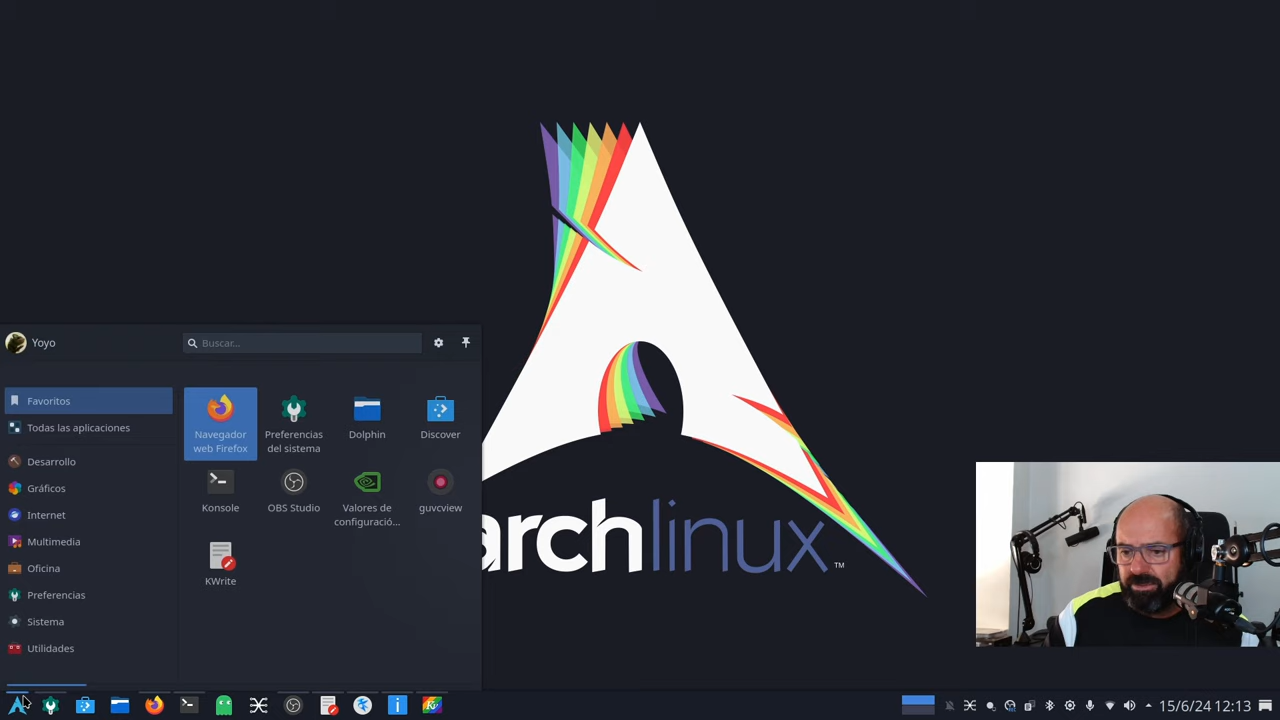 Yoyo
Buscar...
Favoritos
Todas las aplicaciones
Desarrollo
Gráficos
Internet
Multimedia
Oficina
Preferencias
Sistema
Utilidades
Navegador
web Firefox
Preferencias
del sistema
Dolphin
Discover
Konsole
OBS Studio
Valores de
configuració...
guvcview
KWrite
archlinux™
15/6/24 12:13